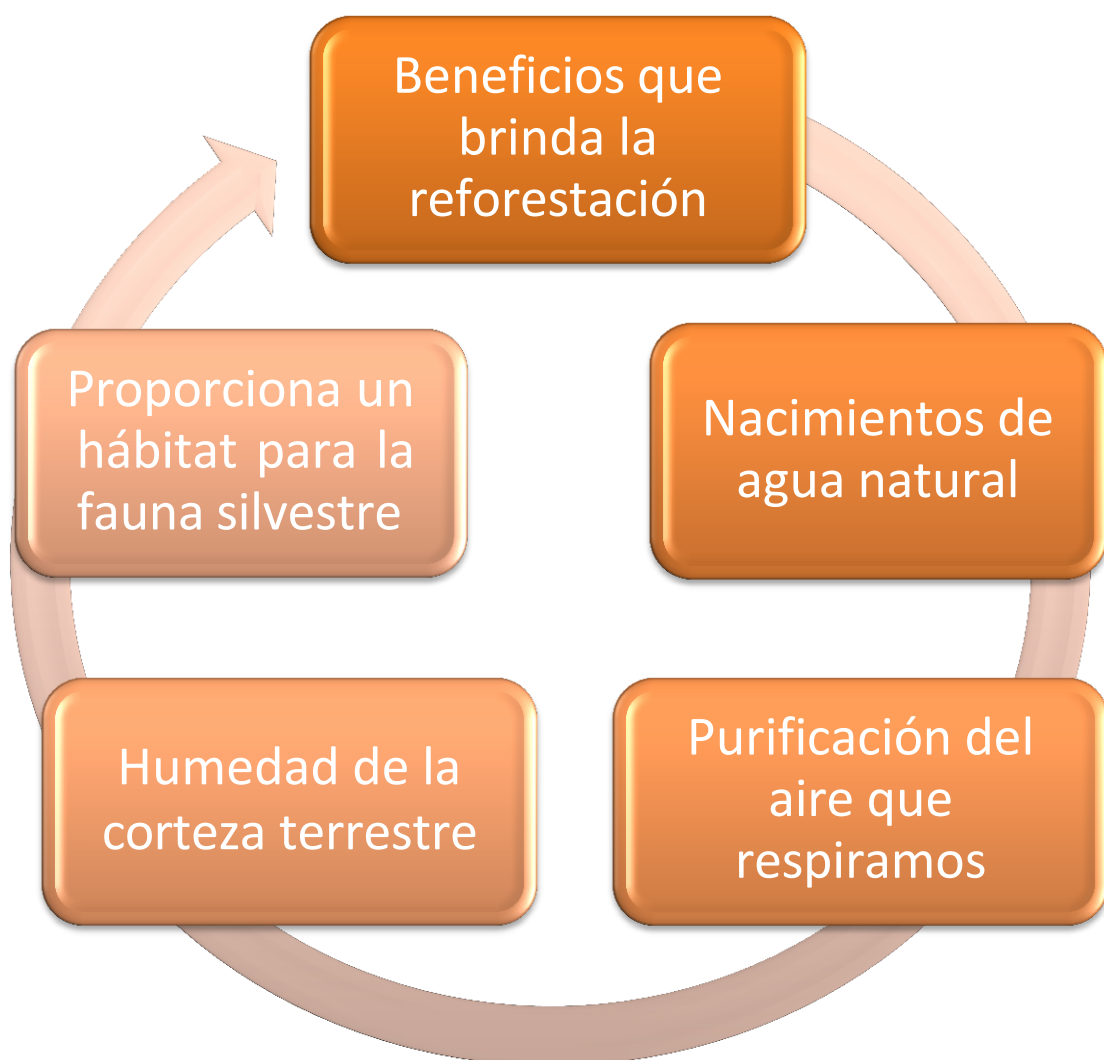 Beneficios que
brinda la
reforestación
Nacimientos de
agua natural
Purificación del
aire que
respiramos
Humedad de la
corteza terrestre
Proporciona un
hábitat para la
fauna silvestre